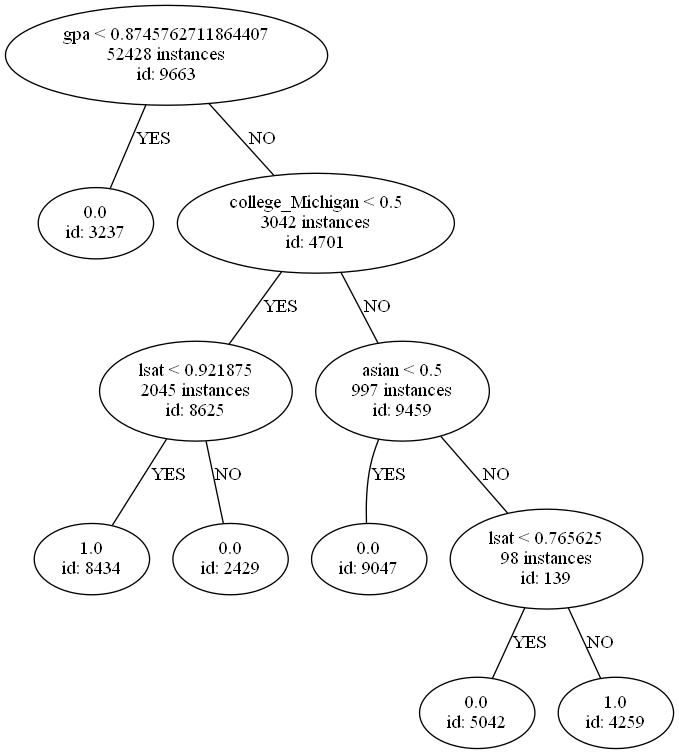 gpa < 0.8745762711864407
52428 instances
id: 9663
YES
NO
0.0
id: 3237
college_Michigan < 0.5
3042 instances
id: 4701
YES
NO
lsat < 0.921875
2045 instances
id: 8625
asian < 0.5
997 instances
id: 9459
YES
NO
YES
NO
1.0
id: 8434
0.0
id: 2429
0.0
id: 9047
lsat < 0.765625
98 instances
id: 139
YES
NO
0.0
id: 5042
1.0
id: 4259